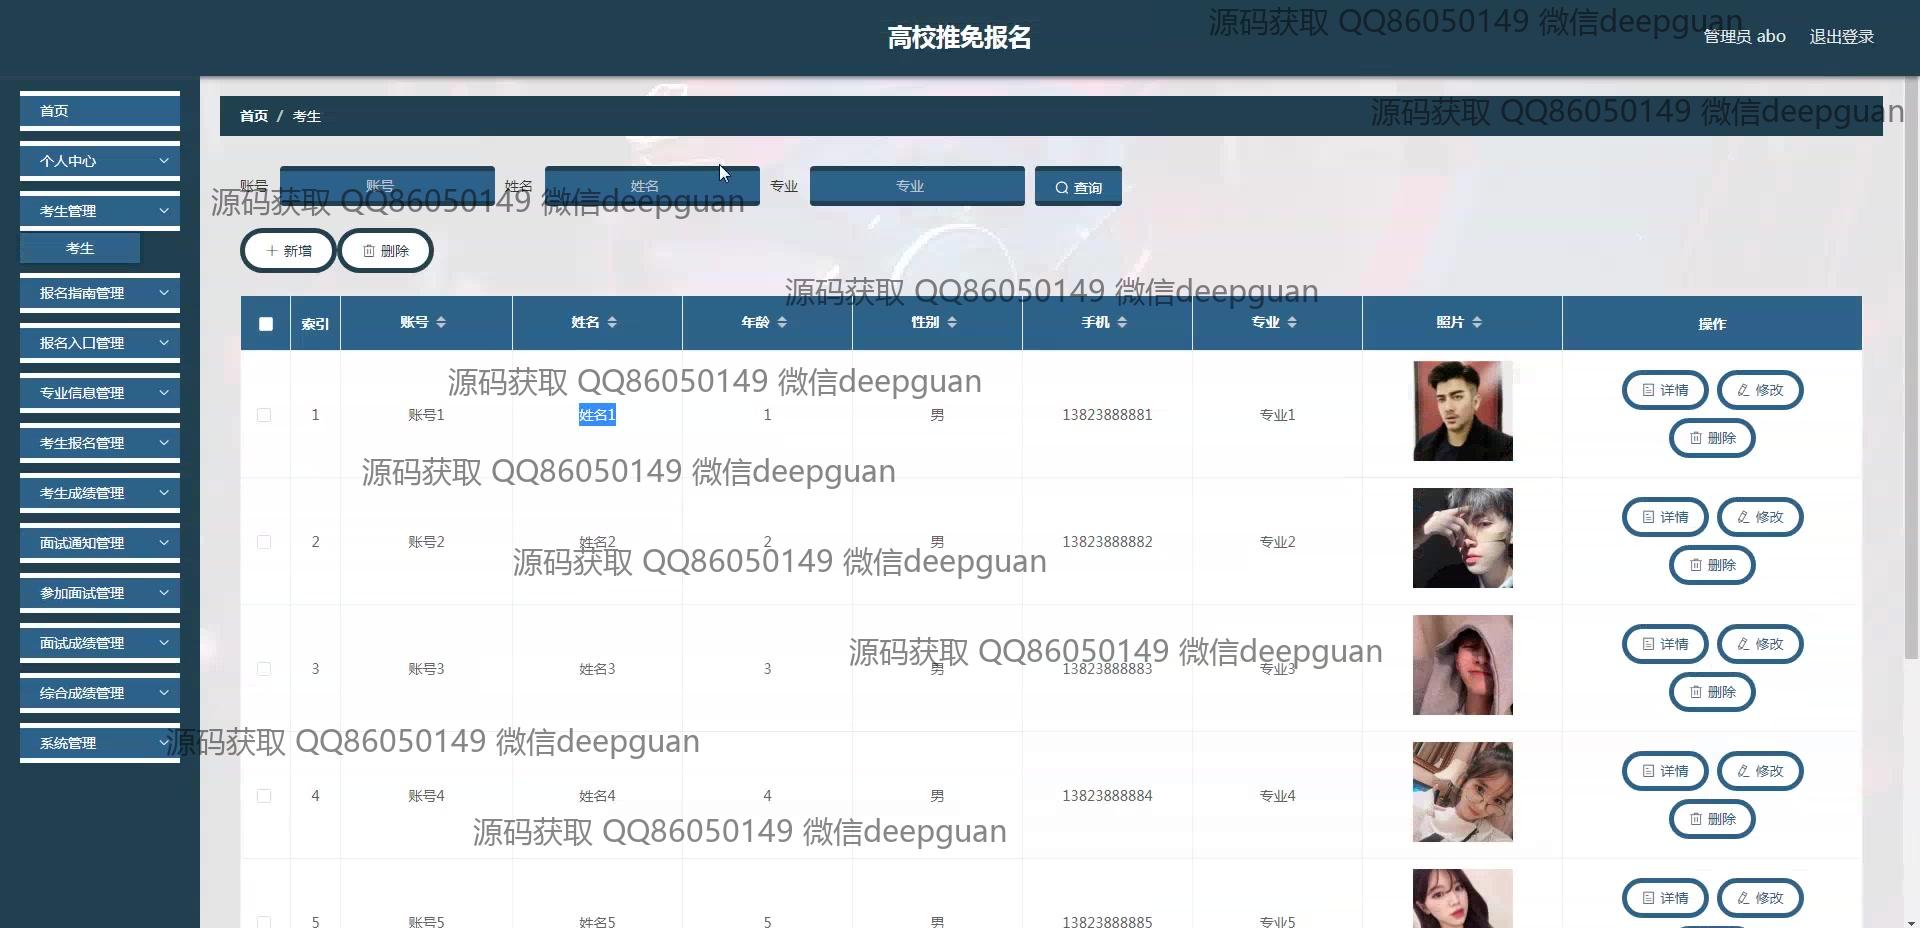 高校推免报名
源码获取 QQ86050149 微信deepguan
管理员 abo 退出登录
首页
个人中心
考生管理
考生
报名指南管理
报名入口管理
专业信息管理
考生报名管理
考生成绩管理
面试通知管理
参加面试管理
面试成绩管理
综合成绩管理
系统管理
首页 / 考生
源码获取 QQ86050149 微信deepguan
账号 账号 姓名 姓名 专业 专业 查询
源码获取 QQ86050149 微信deepguan
新增 删除
源码获取 QQ86050149 微信deepguan
索引 账号 姓名 年龄 性别 手机 专业 照片 操作
源码获取 QQ86050149 微信deepguan
1 账号1 姓名1 1 男 13823888881 专业1 详情 修改
删除
源码获取 QQ86050149 微信deepguan
2 账号2 姓名2 2 男 13823888882 专业2 详情 修改
删除
源码获取 QQ86050149 微信deepguan
源码获取 QQ86050149 微信deepguan
3 账号3 姓名3 3 男 13823888883 专业3 详情 修改
删除
源码获取 QQ86050149 微信deepguan
4 账号4 姓名4 4 男 13823888884 专业4 详情 修改
删除
源码获取 QQ86050149 微信deepguan
5 账号5 姓名5 5 男 13823888885 专业5 详情 修改